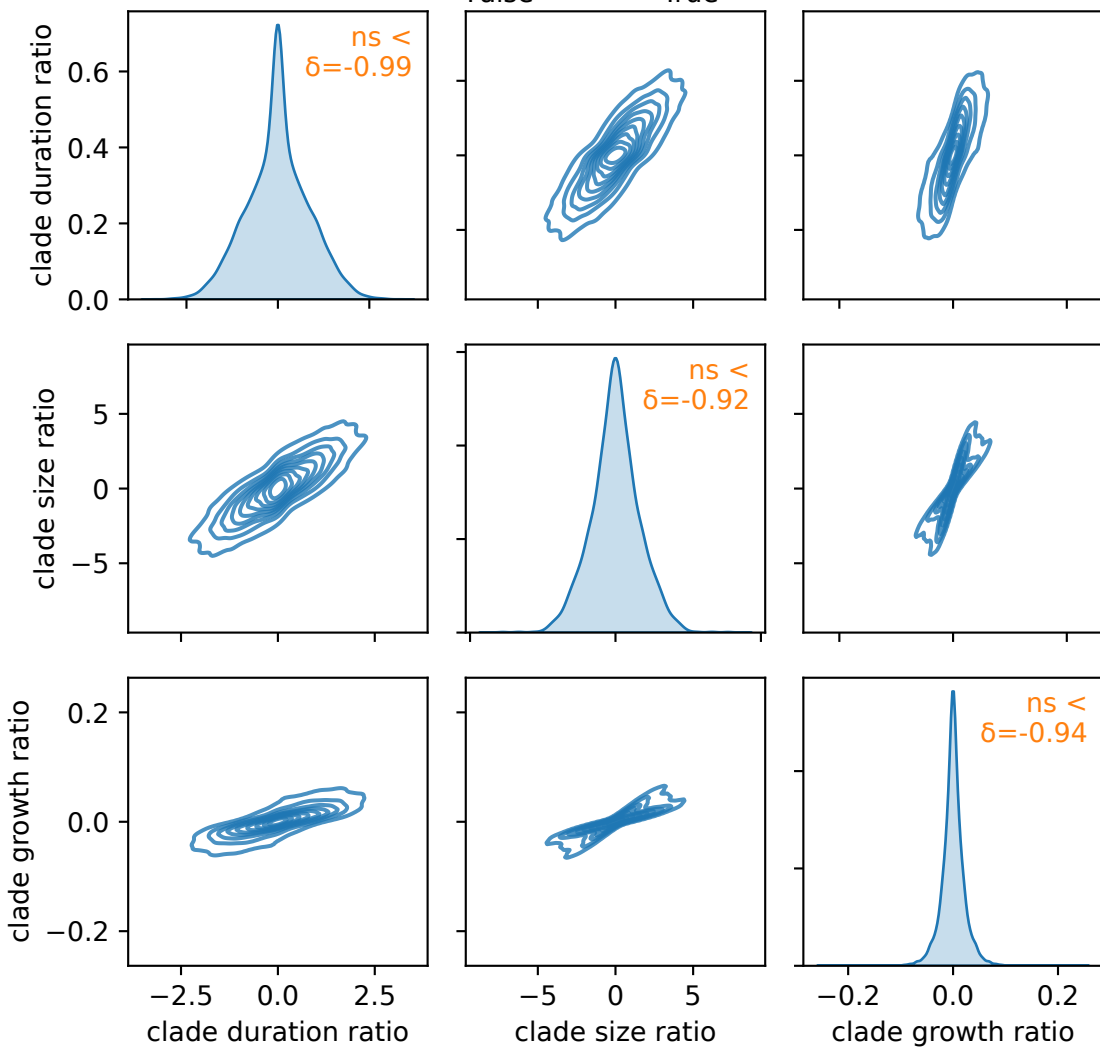 clade duration ratio
0.6
0.4
0.2
0.0
ns <
δ=-0.99
clade size ratio
5
0
−5
ns <
δ=-0.92
clade growth ratio
0.2
0.0
−0.2
ns <
δ=-0.94
−2.5 0.0 2.5
−5 0 5
−0.2 0.0 0.2
clade duration ratio
clade size ratio
clade growth ratio